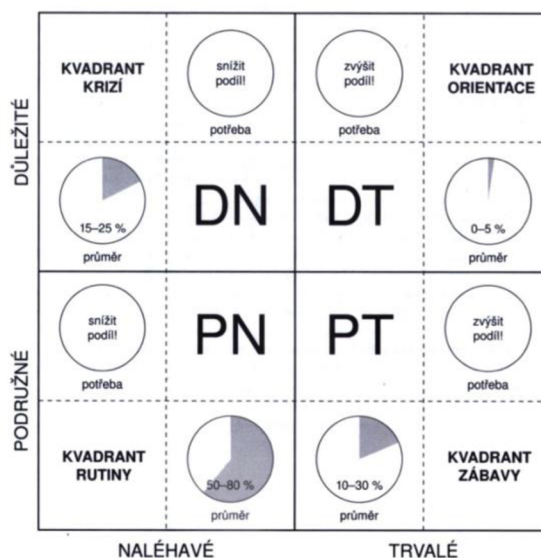 DŮLEŽITÉ
KVADRANT
KRIZÍ
snížit
podíl!
potřeba
zvýšit
podíl!
potřeba
KVADRANT
ORIENTACE
15–25 %
průměr
DN
DT
0–5 %
průměr
PODRUŽNÉ
snížit
podíl!
potřeba
PN
PT
zvýšit
podíl!
potřeba
KVADRANT
RUTINY
50–80 %
průměr
10–30 %
průměr
KVADRANT
ZÁBAVY
NALÉHAVÉ
TRVALÉ